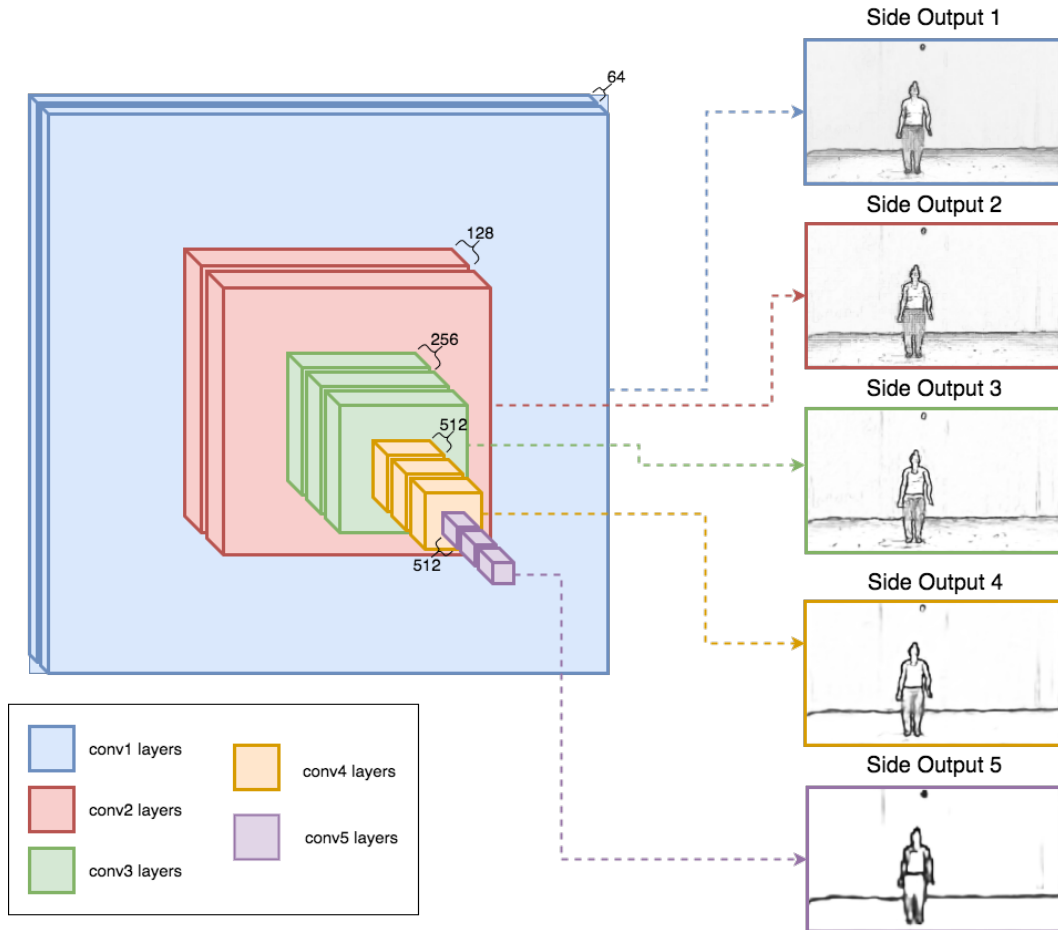 Side Output 1
64
Side Output 2
128
256
Side Output 3
512
512
Side Output 4
Side Output 5
conv1 layers
conv4 layers
conv2 layers
conv5 layers
conv3 layers